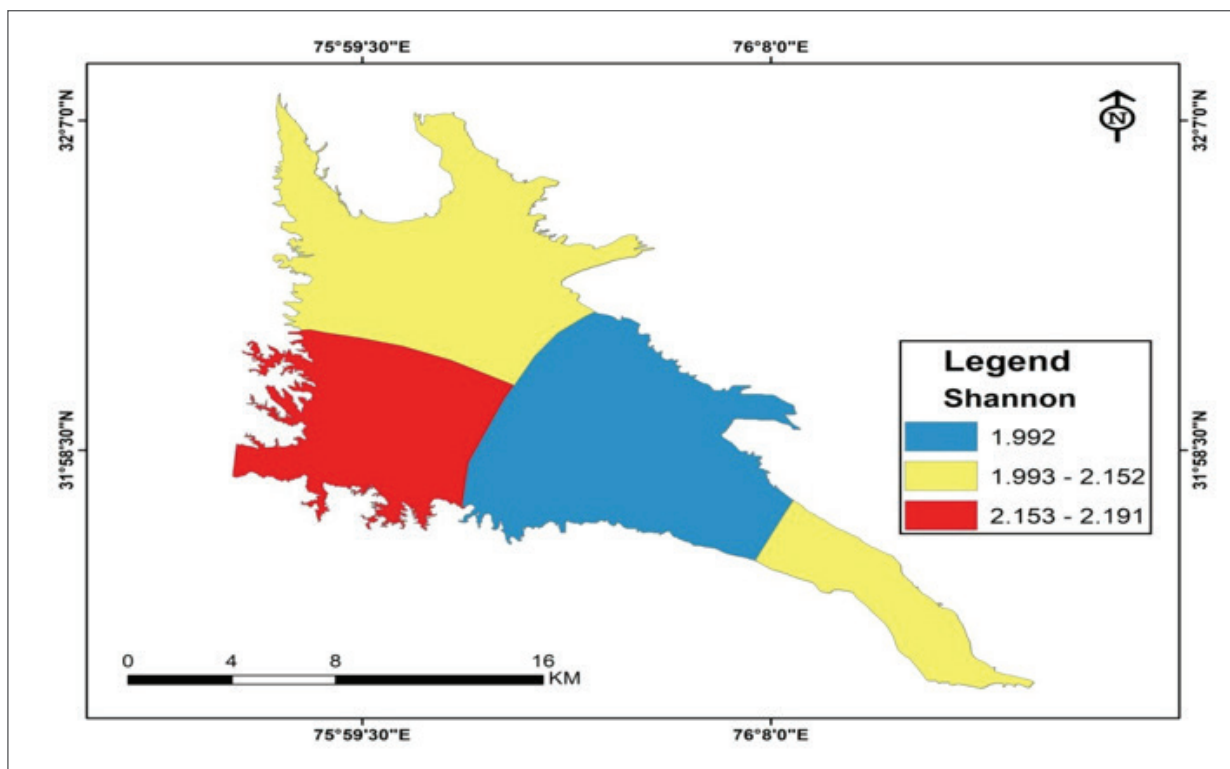 75°59'30"E 76°8'0"E
32°7'0"N 32°7'0"N
N
Legend
Shannon
1.992
1.993 - 2.152
2.153 - 2.191
31°58'30"N 31°58'30"N
0 4 8 16
KM
75°59'30"E 76°8'0"E